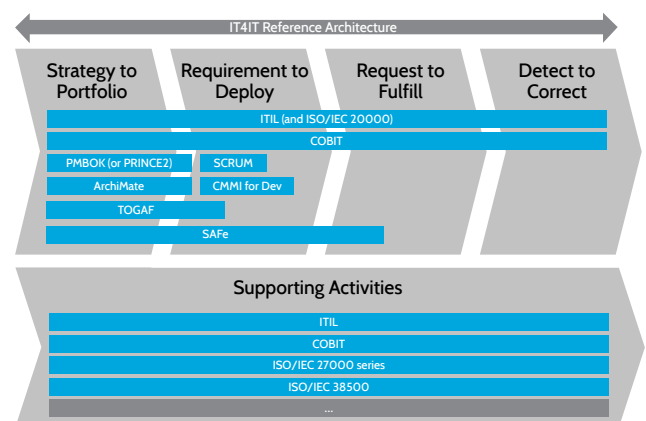 IT4IT Reference Architecture
Strategy to
Portfolio
Requirement to
Deploy
Request to
Fulfill
Detect to
Correct
ITIL (and ISO/IEC 20000)
COBIT
PMBOK (or PRINCE2)
SCRUM
ArchiMate
CMMI for Dev
TOGAF
SAFe
Supporting Activities
ITIL
COBIT
ISO/IEC 27000 series
ISO/IEC 38500
...